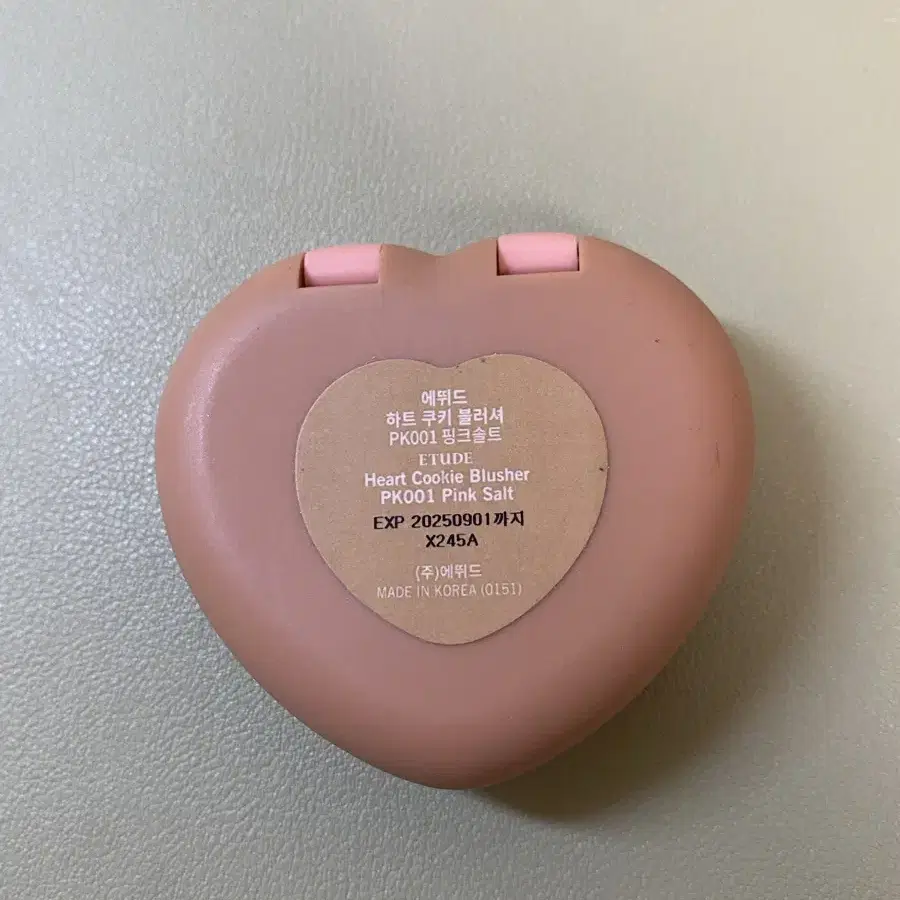 에뛰드
하트 쿠키 블러셔
PK001 핑크솔트
ETUDE
Heart Cookie Blusher
PK001 Pink Salt
EXP 20250901까지
X245A
(주)에뛰드
MADE IN KOREA (0151)